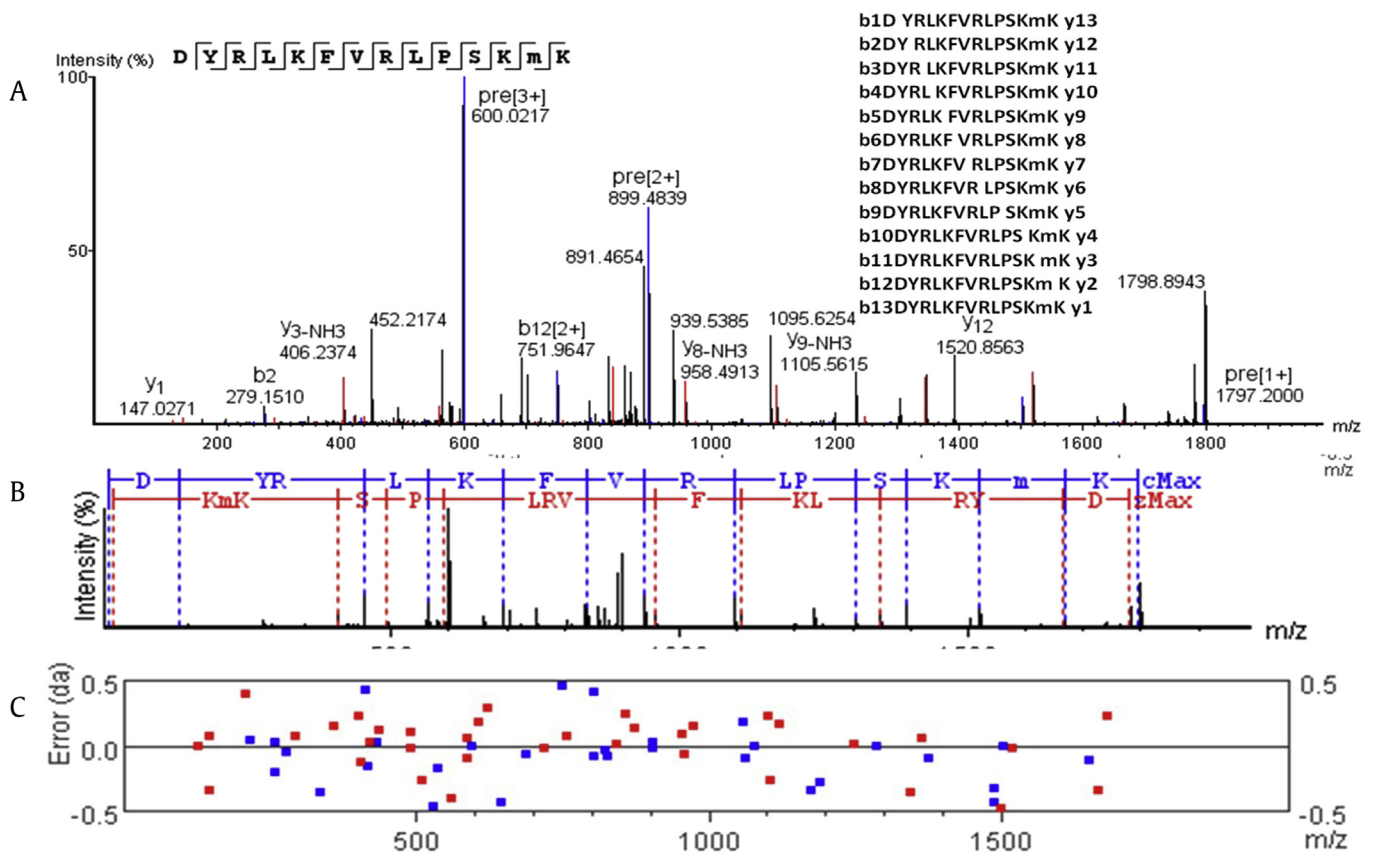 A
Intensity (%)
D Y R L K F V R L P S K m K
100
50
pre[3+]
600.0217
pre[2+]
899.4839
891.4654
1798.8943
y3-NH3
406.2374
452.2174
b12[2+]
751.9647
939.5385
y8-NH3
958.4913
1095.6254
y9-NH3
1105.5615
y12
1520.8563
y1
147.0271
b2
279.1510
pre[1+]
1797.2000
b1D YRLKFVRLPSKmK y13
b2DY RLKFVRLPSKmK y12
b3DYR LKFVRLPSKmK y11
b4DYRL KFVRLPSKmK y10
b5DYRLK FVRLPSKmK y9
b6DYRLKF VRLPSKmK y8
b7DYRLKFV RLPSKmK y7
b8DYRLKFVR LPSKmK y6
b9DYRLKFVRLP SKmK y5
b10DYRLKFVRLPS KmK y4
b11DYRLKFVRLPSK mK y3
b12DYRLKFVRLPSKm K y2
b13DYRLKFVRLPSKmK y1
200 400 600 800 1000 1200 1400 1600 1800 m/z
m/z
B
Intensity (%)
D YR L K F V R LP S K m K cMax
KmK S P LRV F KL RY D zMax
m/z
C
Error (da)
0.5 0.5
0.0 0.0
-0.5 -0.5
500 1000 1500 m/z